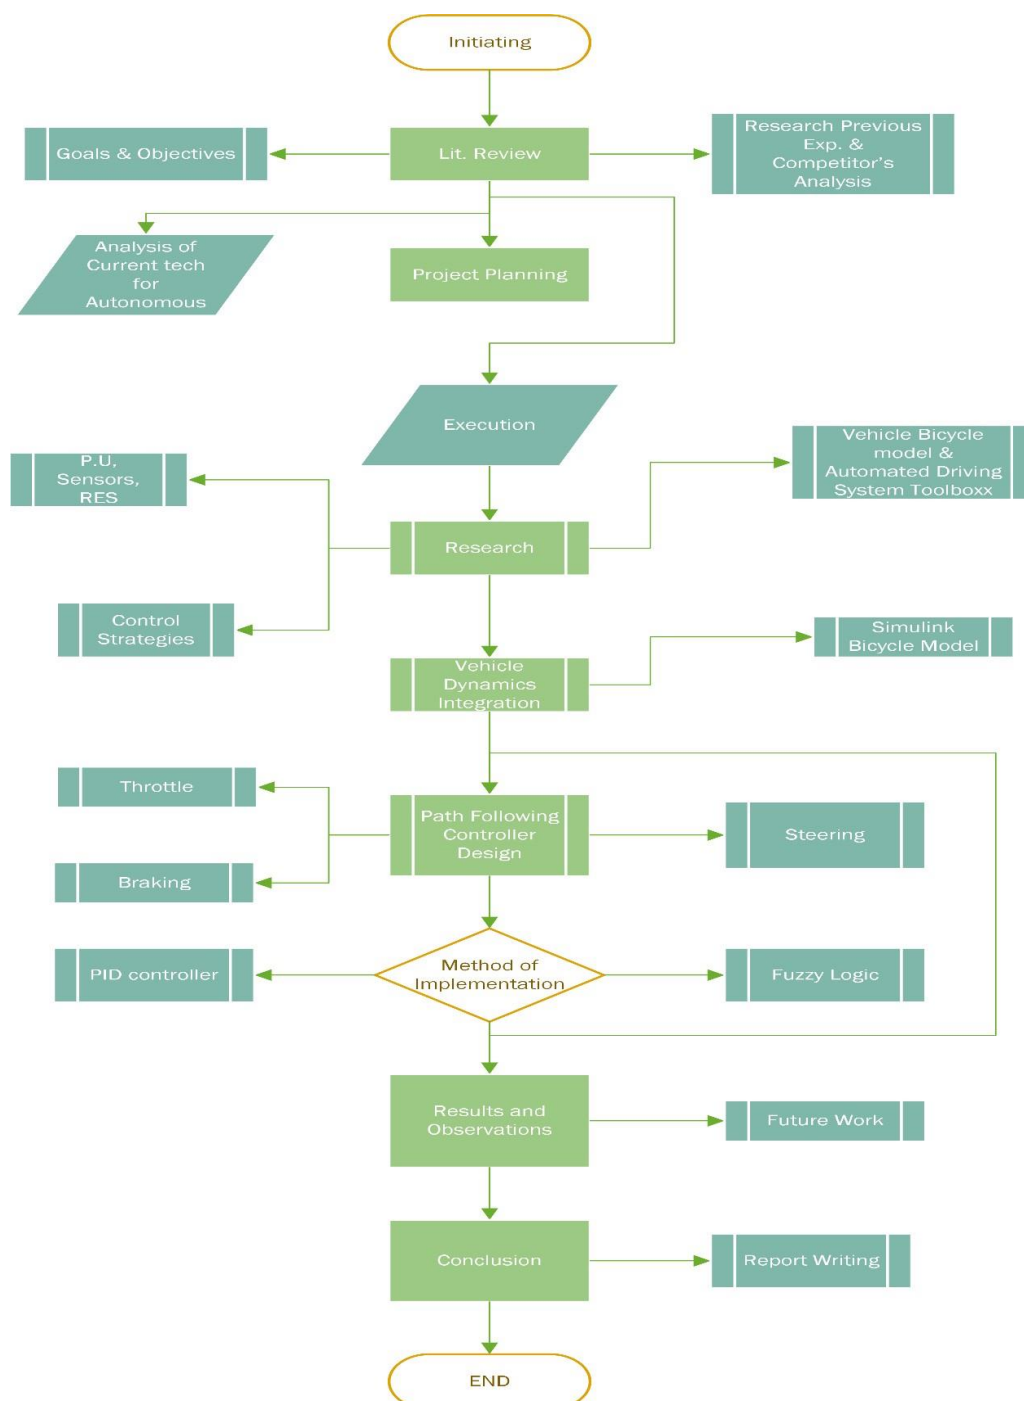 Initiating
Goals & Objectives
Lit. Review
Research Previous
Exp. &
Competitor's
Analysis
Analysis of
Current tech
for
Autonomous
Project Planning
Execution
P.U,
Sensors,
RES
Vehicle Bicycle
model &
Automated Driving
System Toolboxx
Research
Control
Strategies
Simulink
Bicycle Model
Vehicle
Dynamics
Integration
Throttle
Path Following
Controller
Design
Steering
Braking
PID controller
Method of
Implementation
Fuzzy Logic
Results and
Observations
Future Work
Conclusion
Report Writing
END